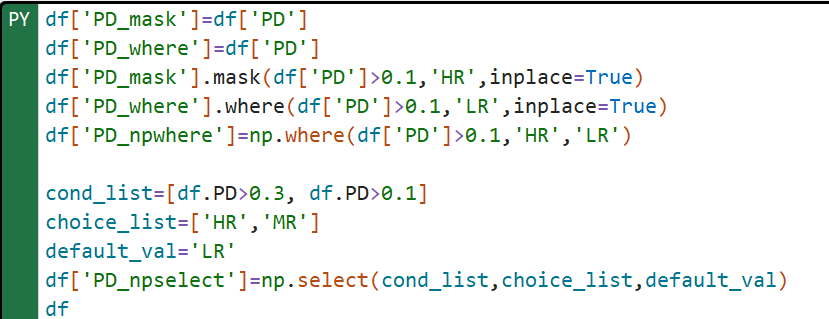 PY
df['PD_mask']=df['PD']
df['PD_where']=df['PD']
df['PD_mask'].mask(df['PD']>0.1,'HR',inplace=True)
df['PD_where'].where(df['PD']>0.1,'LR',inplace=True)
df['PD_npwhere']=np.where(df['PD']>0.1,'HR','LR')
cond_list=[df.PD>0.3, df.PD>0.1]
choice_list=['HR','MR']
default_val='LR'
df['PD_npselect']=np.select(cond_list,choice_list,default_val)
df